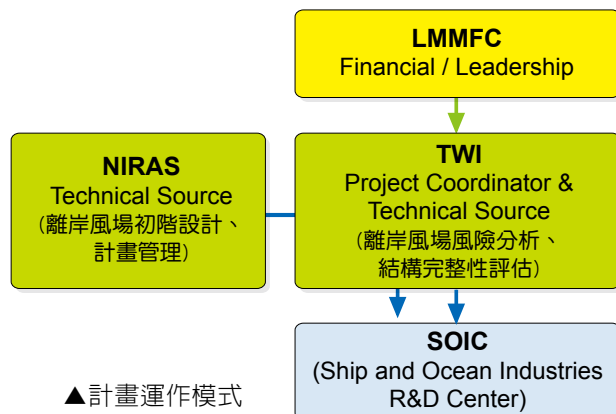 LMMFC
Financial / Leadership
NIRAS
Technical Source
(離岸風場初階設計、
計畫管理)
TWI
Project Coordinator &
Technical Source
(離岸風場風險分析、
結構完整性評估)
SOIC
(Ship and Ocean Industries
R&D Center)
▲計畫運作模式